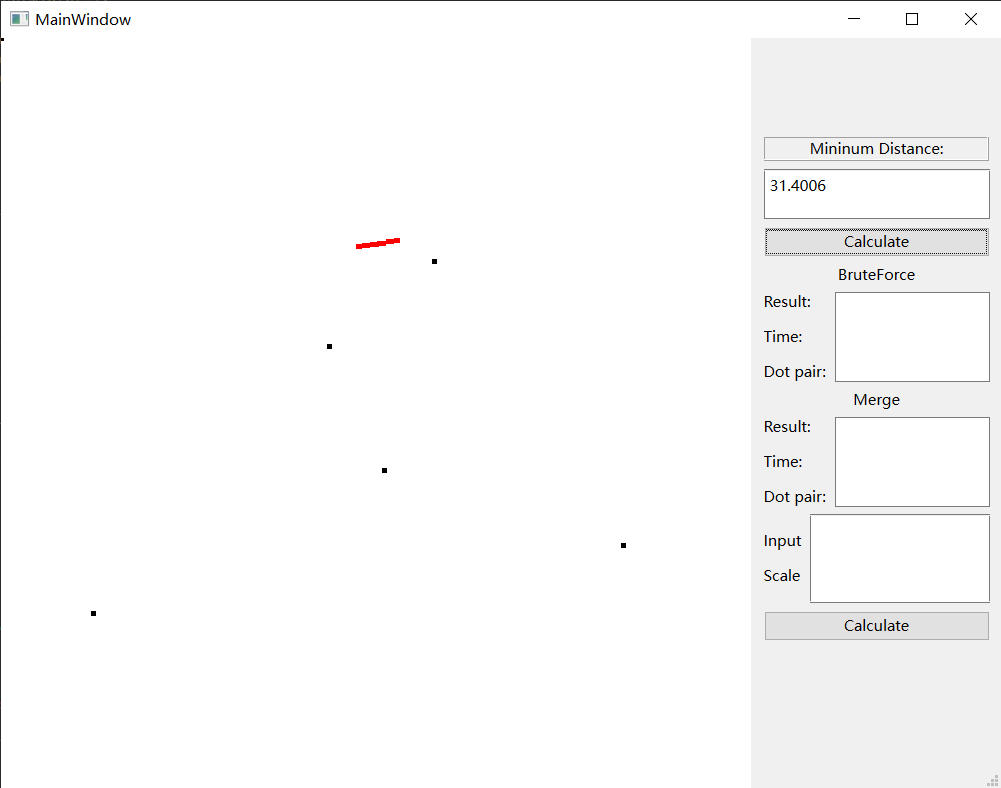 MainWindow
Mininum Distance:
31.4006
Calculate
BruteForce
Result:
Time:
Dot pair:
Merge
Result:
Time:
Dot pair:
Input
Scale
Calculate